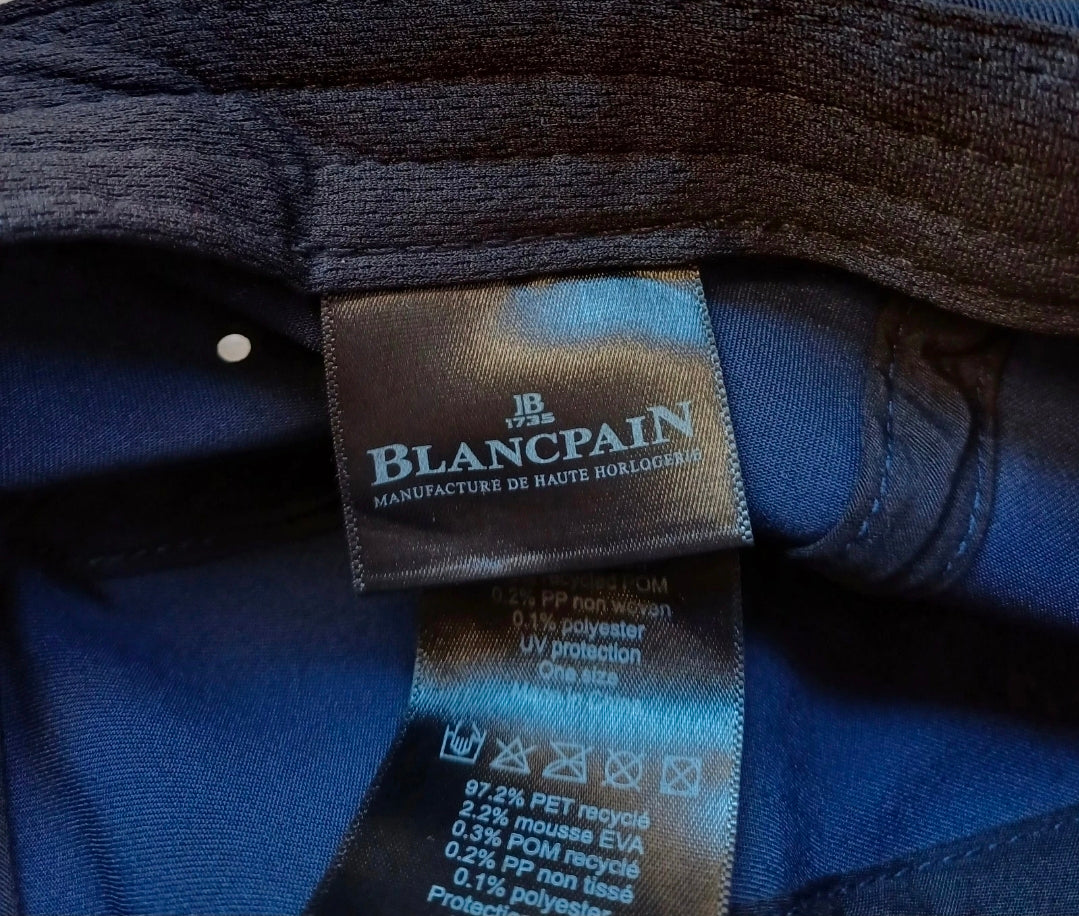 JB
1735
BLANCPAIN
MANUFACTURE DE HAUTE HORLOGERIE
recycled POM
0.2% PP non woven
0.1% polyester
UV protection
One size
97.2% PET recyclé
2.2% mousse EVA
0.3% POM recyclé
0.2% PP non tissé
0.1% polyester